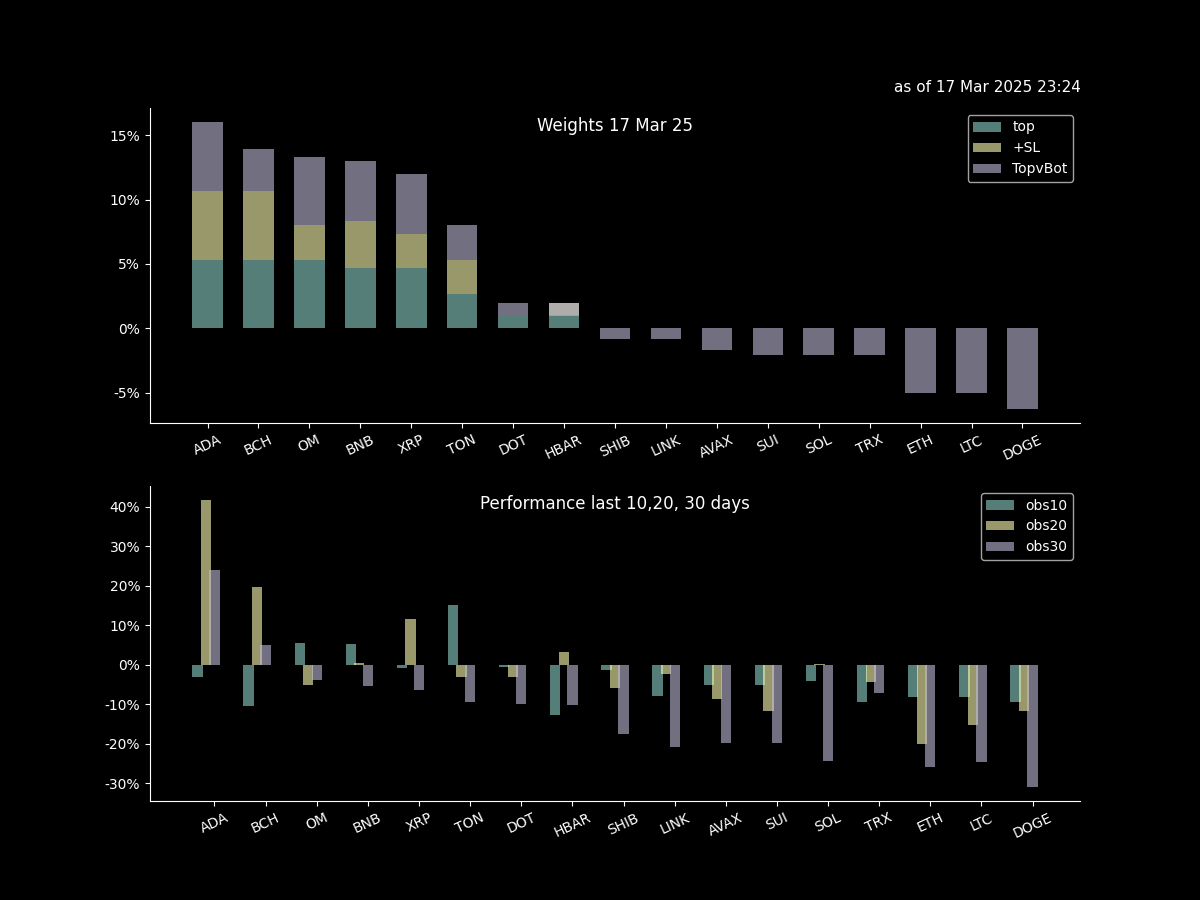 as of 17 Mar 2025 23:24
Weights 17 Mar 25
top
+SL
TopvBot
15%
10%
5%
0%
-5%
ADA BCH OM BNB XRP TON DOT HBAR SHIB LINK AVAX SUI SOL TRX ETH LTC DOGE
Performance last 10,20, 30 days
obs10
obs20
obs30
40%
30%
20%
10%
0%
-10%
-20%
-30%
ADA BCH OM BNB XRP TON DOT HBAR SHIB LINK AVAX SUI SOL TRX ETH LTC DOGE